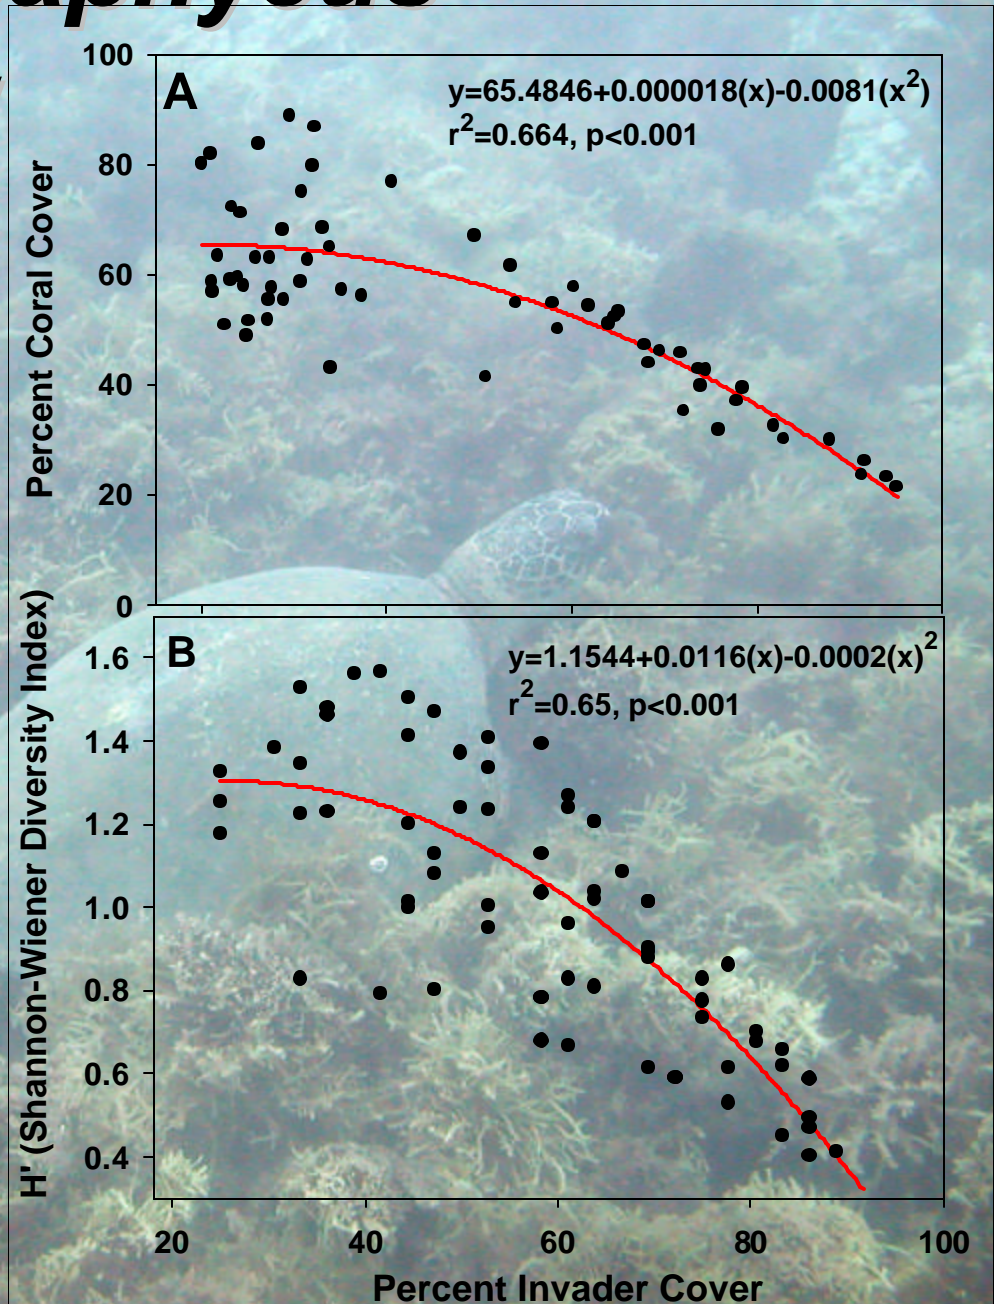 100
A
y=65.4846+0.000018(x)-0.0081(x²)
r²=0.664, p<0.001
80
60
40
20
0
Percent Coral Cover
B
y=1.1544+0.0116(x)-0.0002(x)²
r²=0.65, p<0.001
1.6
1.4
1.2
1.0
0.8
0.6
0.4
H' (Shannon-Wiener Diversity Index)
20 40 60 80 100
Percent Invader Cover